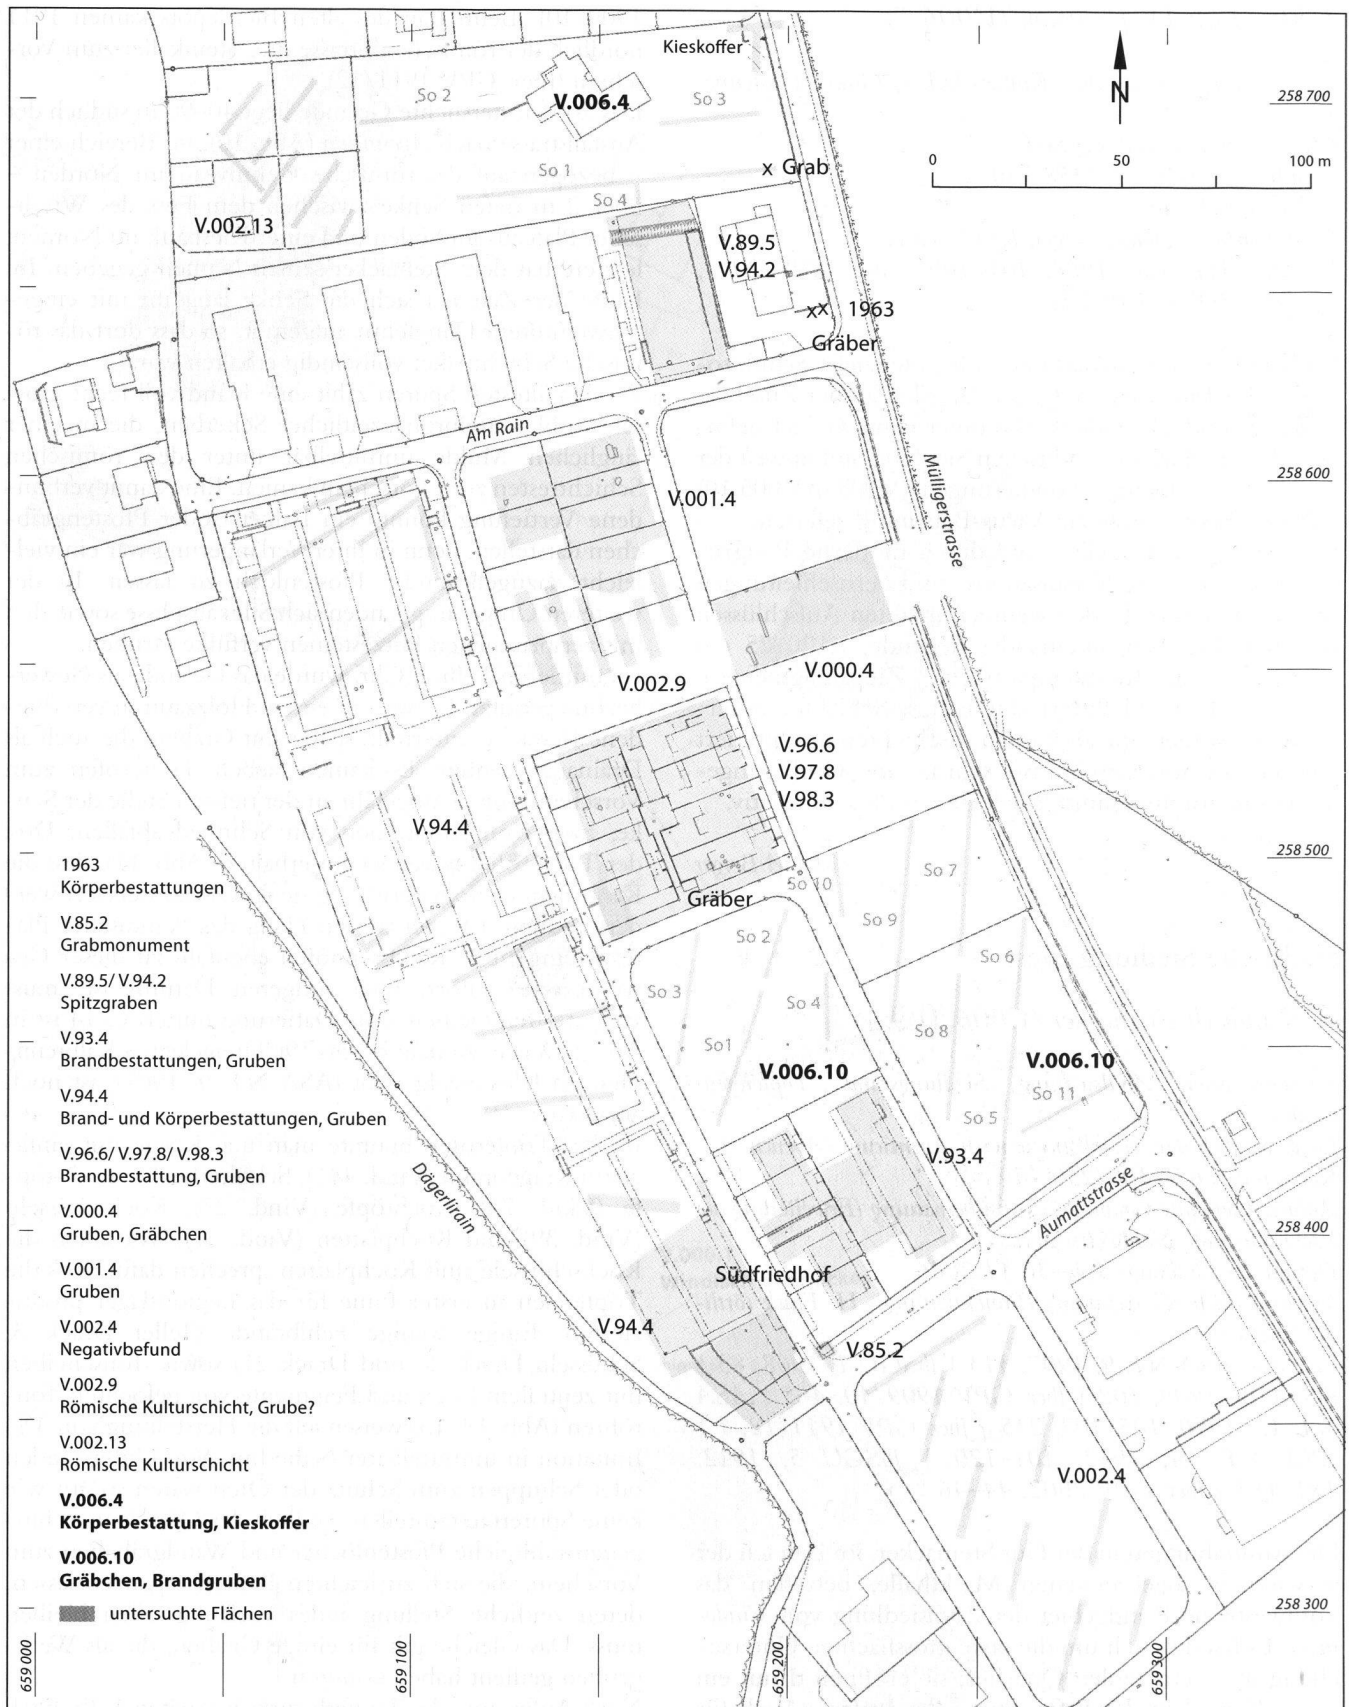 Kieskoffer
So 2
V.006.4
So 3
N
258 700
0 50 100 m
So 1
x Grab
So 4
V.002.13
V.89.5
V.94.2
xx 1963
Gräber
Am Rain
Mülligerstrasse
258 600
V.001.4
V.002.9
V.000.4
V.96.6
V.97.8
V.98.3
V.94.4
258 500
So 7
So 10
Gräber
So 9
So 2
So 6
So 3
So 4
So 8
So1
V.006.10
V.006.10
So 11
So 5
V.93.4
Dägerlirain
Aumattstrasse
258 400
Südfriedhof
V.94.4
V.85.2
V.002.4
258 300
1963
Körperbestattungen
V.85.2
Grabmonument
V.89.5/ V.94.2
Spitzgraben
V.93.4
Brandbestattungen, Gruben
V.94.4
Brand- und Körperbestattungen, Gruben
V.96.6/ V.97.8/ V.98.3
Brandbestattung, Gruben
V.000.4
Gruben, Gräbchen
V.001.4
Gruben
V.002.4
Negativbefund
V.002.9
Römische Kulturschicht, Grube?
V.002.13
Römische Kulturschicht
V.006.4
Körperbestattung, Kieskoffer
V.006.10
Gräbchen, Brandgruben
untersuchte Flächen
659 000
659 100
659 200
659 300